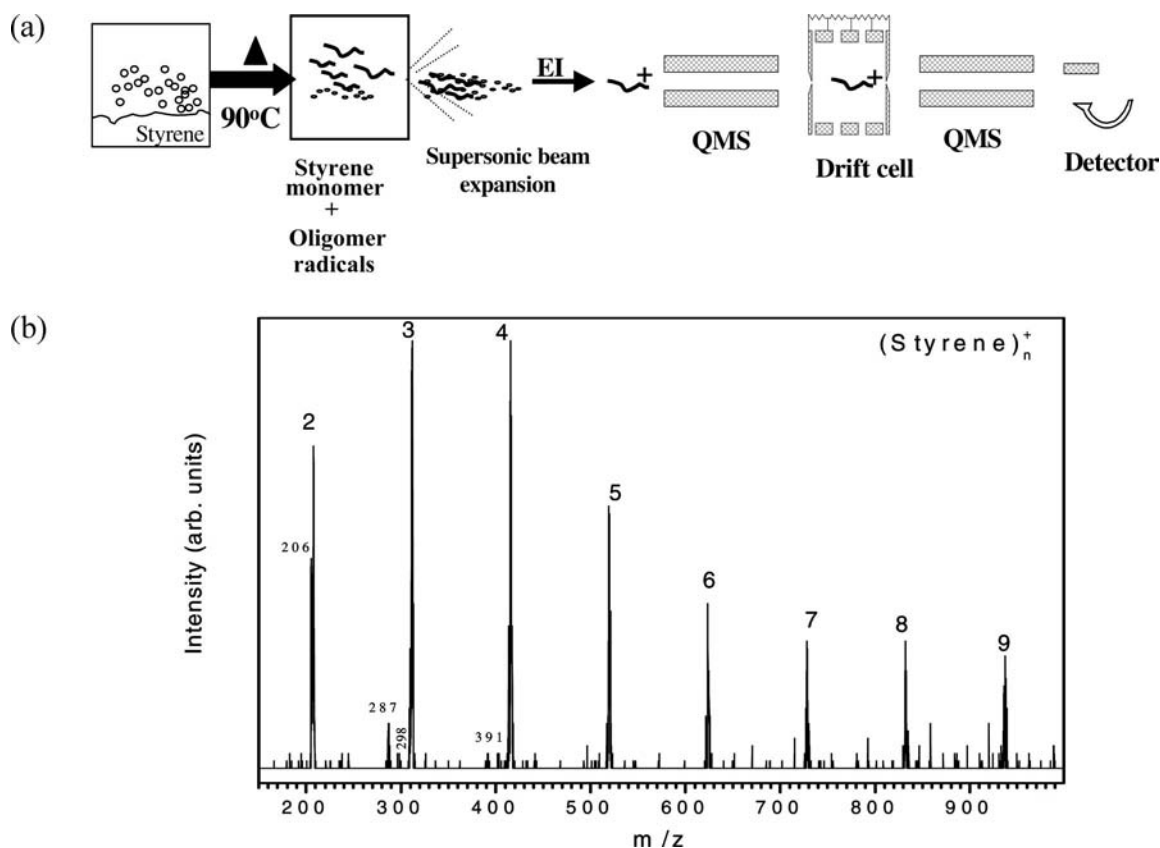 (a)
Styrene
90°C
Styrene
monomer
+
Oligomer
radicals
Supersonic beam
expansion
EI
+
QMS
+
Drift cell
QMS
Detector
(b)
(Styrene)n+
Intensity (arb. units)
2
3
4
5
6
7
8
9
206
287
298
391
200 300 400 500 600 700 800 900
m/z